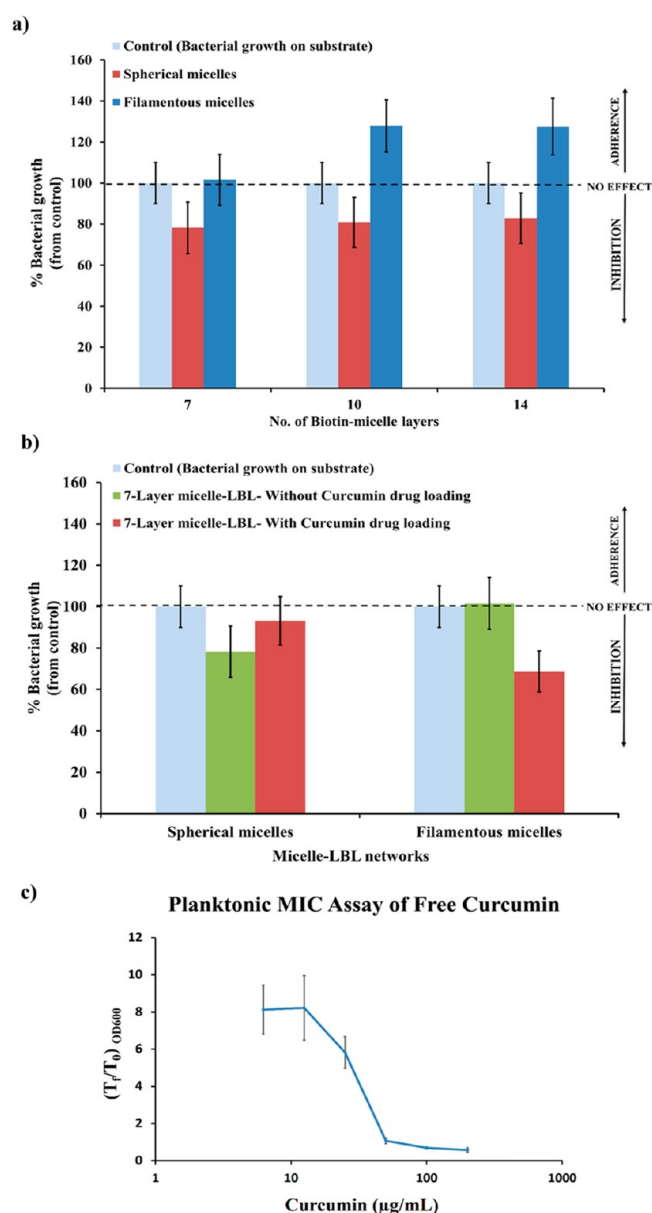 a)
Control (Bacterial growth on substrate)
Spherical micelles
Filamentous micelles
160
140
120
100
80
60
40
20
0
% Bacterial growth
(from control)
ADHERENCE
NO EFFECT
INHIBITION
7
10
14
No. of Biotin-micelle layers
b)
Control (Bacterial growth on substrate)
7-Layer micelle-LBL- Without Curcumin drug loading
7-Layer micelle-LBL- With Curcumin drug loading
160
140
120
100
80
60
40
20
0
% Bacterial growth
(from control)
ADHERENCE
NO EFFECT
INHIBITION
Spherical micelles
Filamentous micelles
Micelle-LBL networks
c)
Planktonic MIC Assay of Free Curcumin
12
10
8
6
4
2
0
(Tf/T0) OD600
1
10
100
1000
Curcumin (µg/mL)